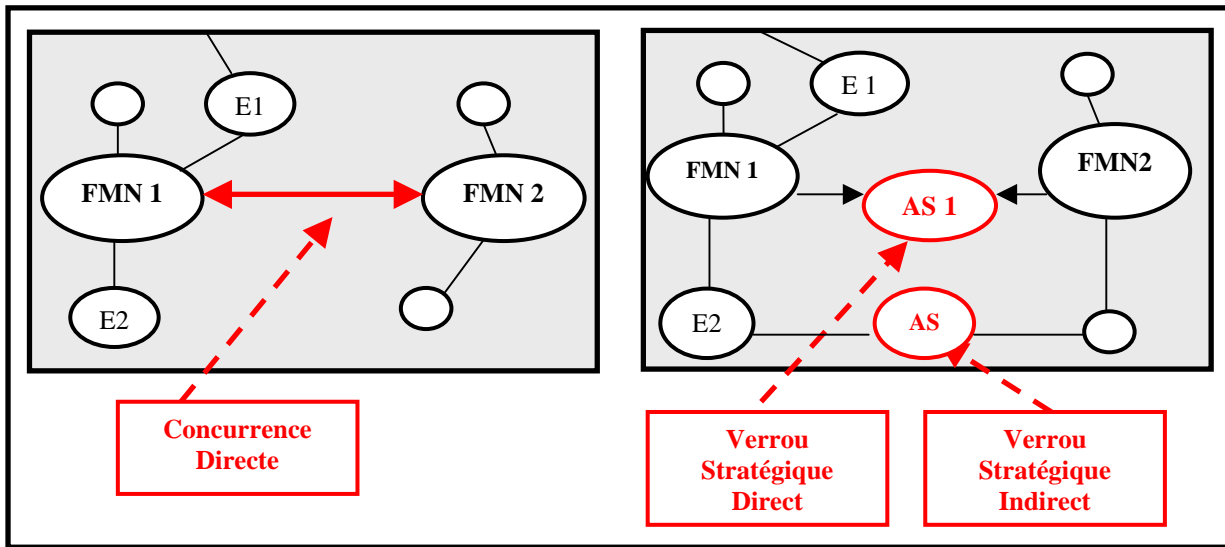 E1
FMN 1
FMN 2
E2
Concurrence
Directe
E 1
FMN 1
FMN2
AS 1
E2
AS
Verrou
Stratégique
Direct
Verrou
Stratégique
Indirect